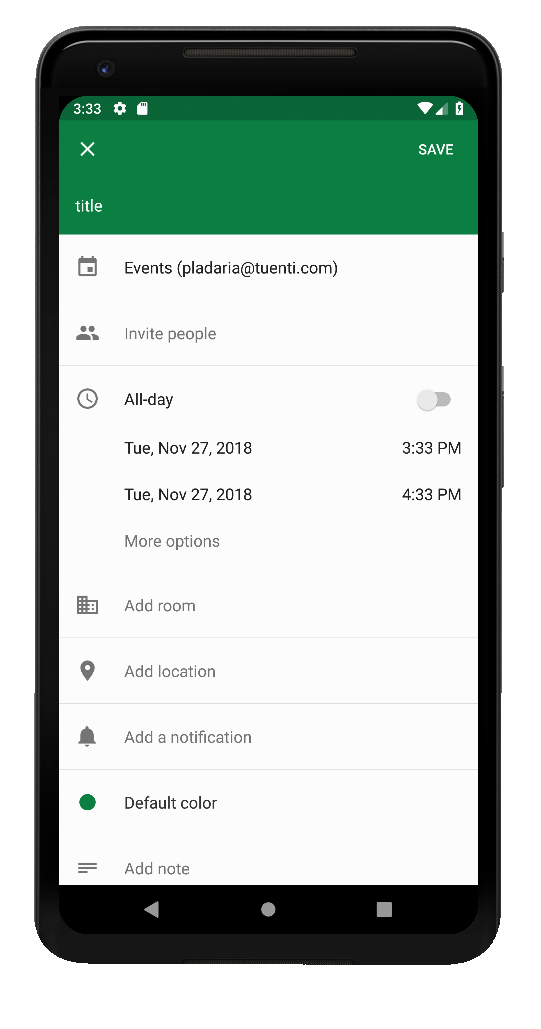 3:33
SAVE
title
Events (pladaria@tuenti.com)
Invite people
All-day
Tue, Nov 27, 2018 3:33 PM
Tue, Nov 27, 2018 4:33 PM
More options
Add room
Add location
Add a notification
Default color
Add note